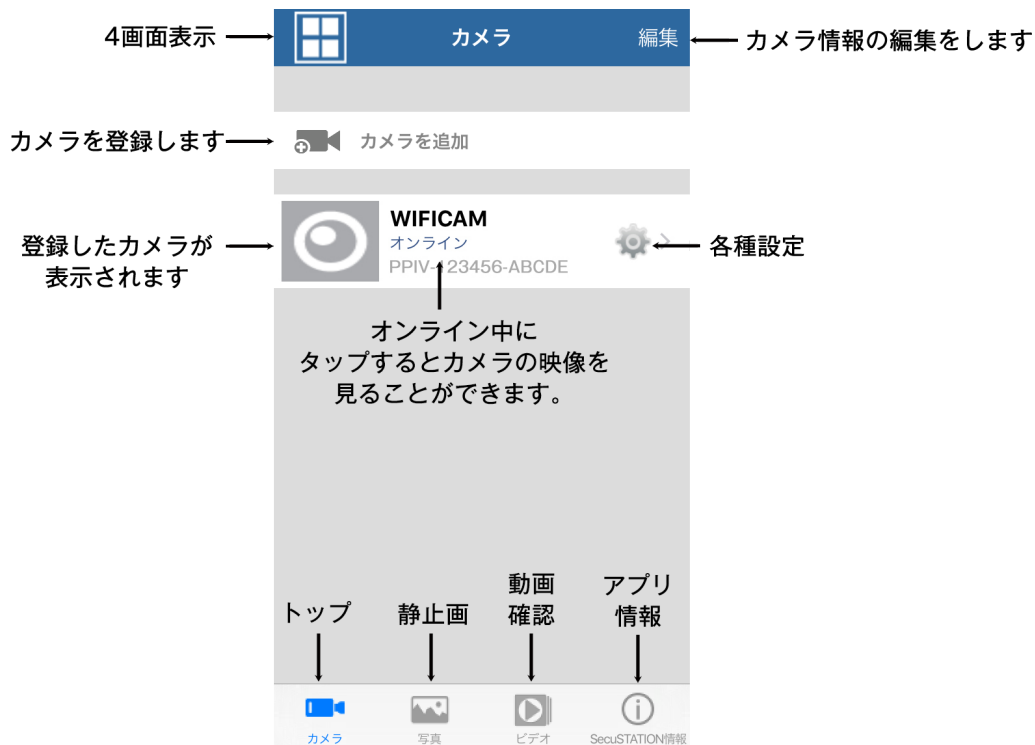 4画面表示
カメラ
編集
カメラ情報の編集をします
カメラを登録します
カメラを追加
登録したカメラが
表示されます
WIFICAM
オンライン
PPIV-123456-ABCDE
各種設定
オンライン中に
タップするとカメラの映像を
見ることができます。
トップ
静止画
動画
確認
アプリ
情報
カメラ
写真
ビデオ
SecuSTATION情報